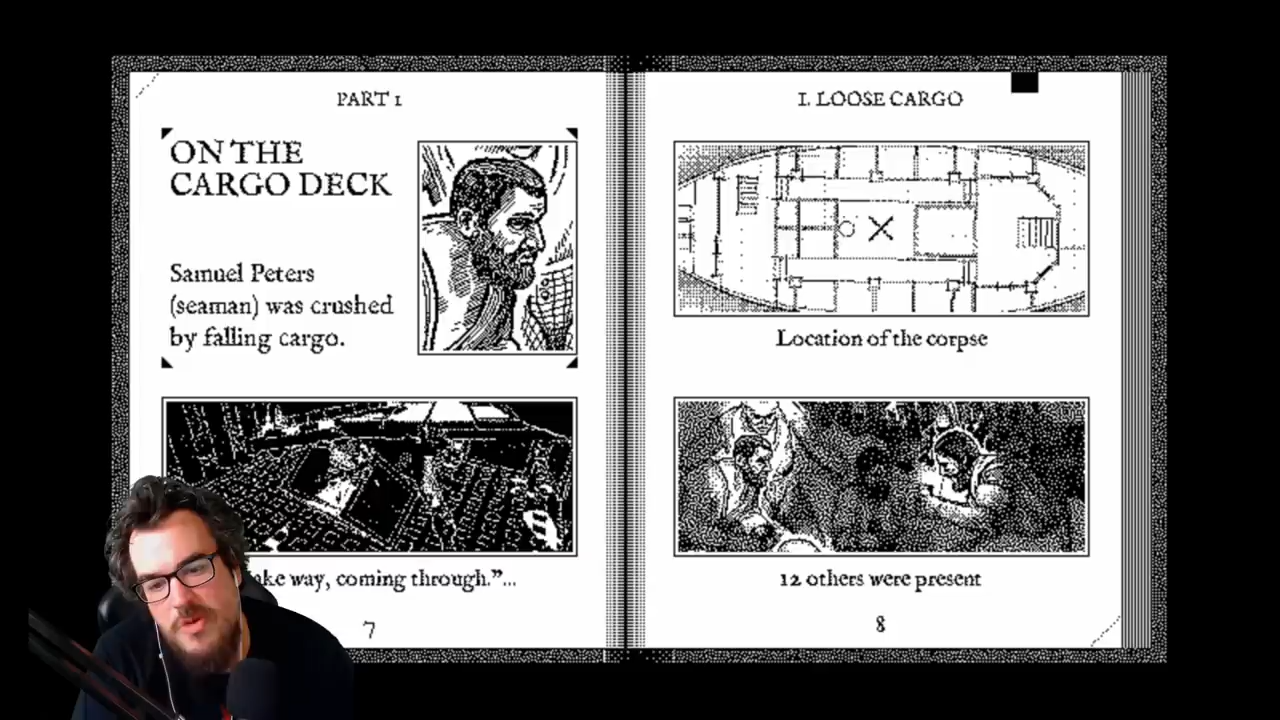 PART 1
ON THE
CARGO DECK
Samuel Peters
(seaman) was crushed
by falling cargo.
way, coming through."...
7
I. LOOSE CARGO
Location of the corpse
12 others were present
8